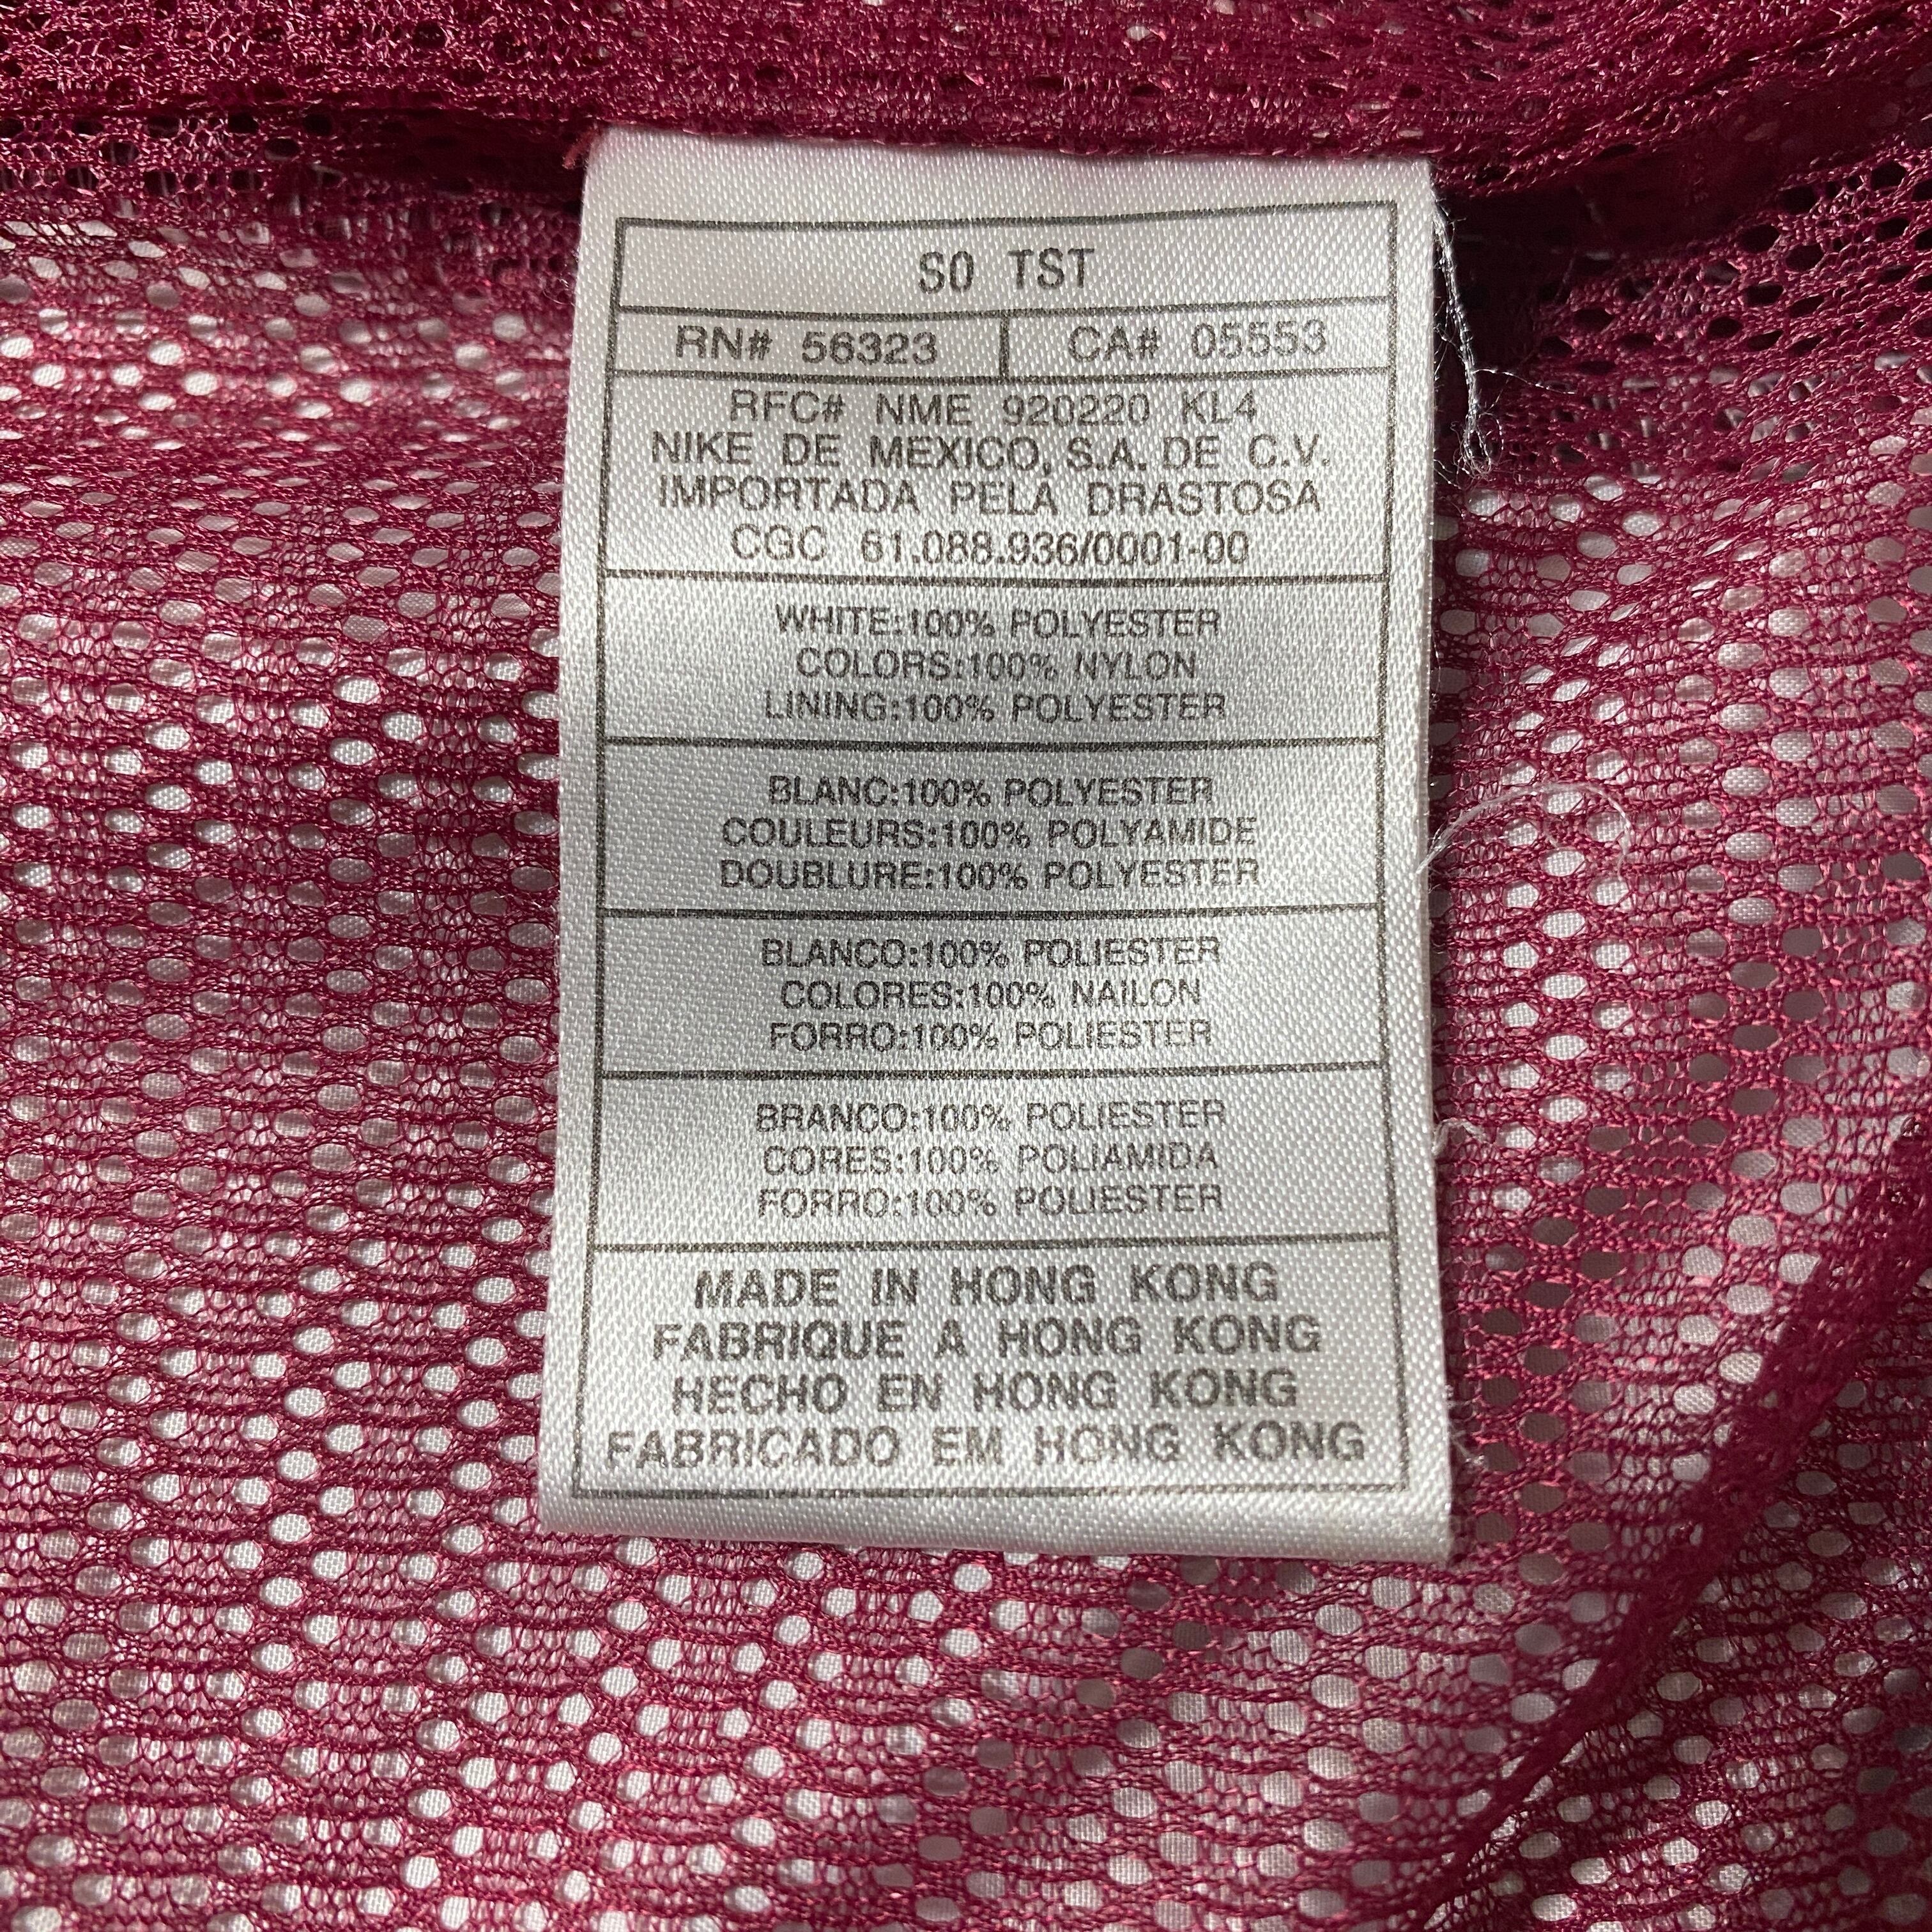 S0 TST
RN# 56323 CA# 05553
RFC# NME 920220 KL4
NIKE DE MEXICO, S.A. DE C.V.
IMPORTADA PELA DRASTOSA
CGC 61.088.936/0001-00
WHITE:100% POLYESTER
COLORS:100% NYLON
LINING:100% POLYESTER
BLANC:100% POLYESTER
COULEURS:100% POLYAMIDE
DOUBLURE:100% POLYESTER
BLANCO:100% POLIESTER
COLORES:100% NAILON
FORRO:100% POLIESTER
BRANCO:100% POLIESTER
CORES:100% POLIAMIDA
FORRO:100% POLIESTER
MADE IN HONG KONG
FABRIQUE A HONG KONG
HECHO EN HONG KONG
FABRICADO EM HONG KONG